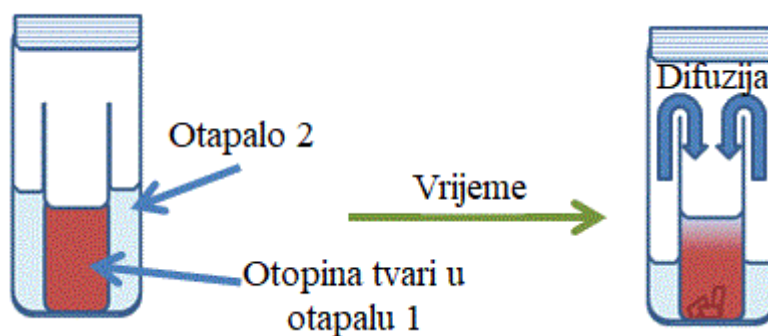 Difuzija
Otapalo 2
Vrijeme
Otopina tvari u
otapalu 1